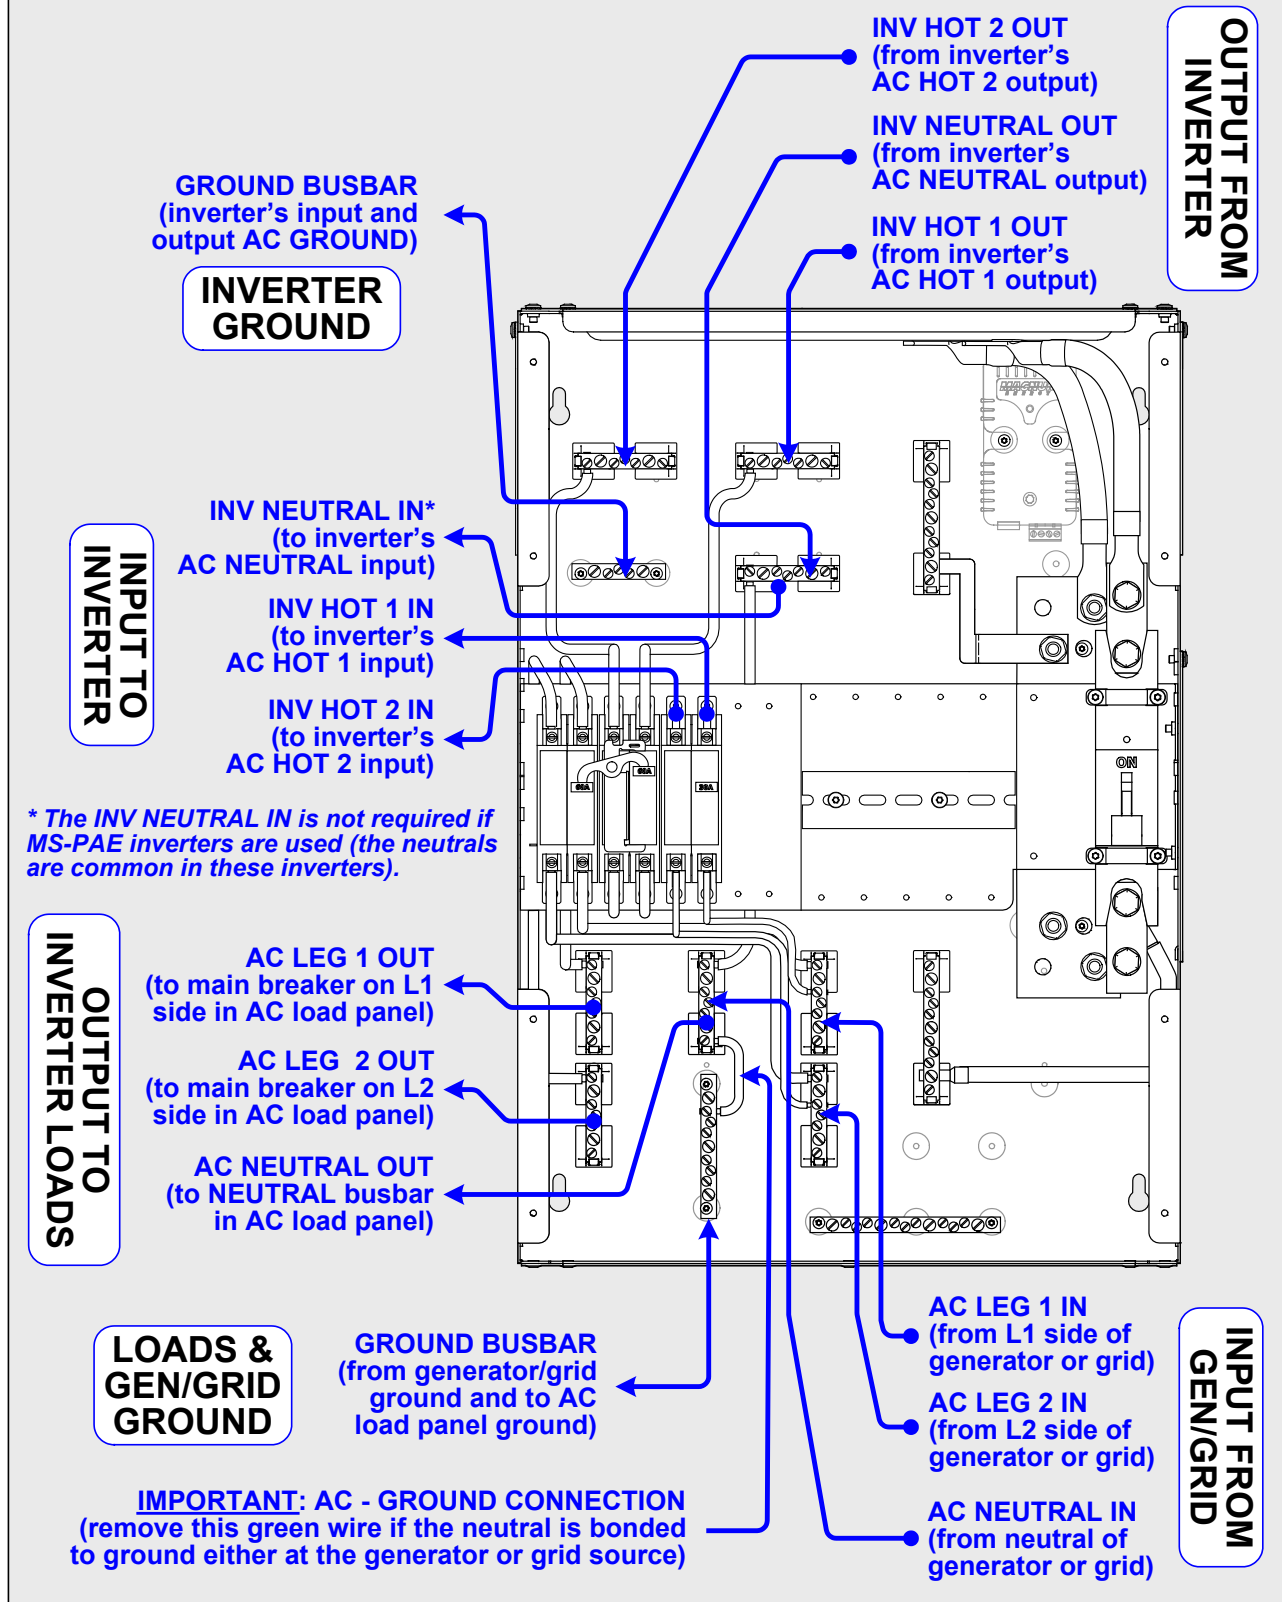 INV HOT 2 OUT
(from inverter's
AC HOT 2 output)
INV NEUTRAL OUT
(from inverter's
AC NEUTRAL output)
INV HOT 1 OUT
(from inverter's
AC HOT 1 output)
OUTPUT FROM
INVERTER
GROUND BUSBAR
(inverter's input and
output AC GROUND)
INVERTER
GROUND
MAGNUM
INV NEUTRAL IN*
(to inverter's
AC NEUTRAL input)
INV HOT 1 IN
(to inverter's
AC HOT 1 input)
INV HOT 2 IN
(to inverter's
AC HOT 2 input)
INPUT TO
INVERTER
60A
60A
30A
ON
* The INV NEUTRAL IN is not required if
MS-PAE inverters are used (the neutrals
are common in these inverters).
AC LEG 1 OUT
(to main breaker on L1
side in AC load panel)
AC LEG 2 OUT
(to main breaker on L2
side in AC load panel)
AC NEUTRAL OUT
(to NEUTRAL busbar
in AC load panel)
OUTPUT TO
INVERTER LOADS
LOADS &
GEN/GRID
GROUND
GROUND BUSBAR
(from generator/grid
ground and to AC
load panel ground)
IMPORTANT: AC - GROUND CONNECTION
(remove this green wire if the neutral is bonded
to ground either at the generator or grid source)
AC LEG 1 IN
(from L1 side of
generator or grid)
AC LEG 2 IN
(from L2 side of
generator or grid)
AC NEUTRAL IN
(from neutral of
generator or grid)
INPUT FROM
GEN/GRID